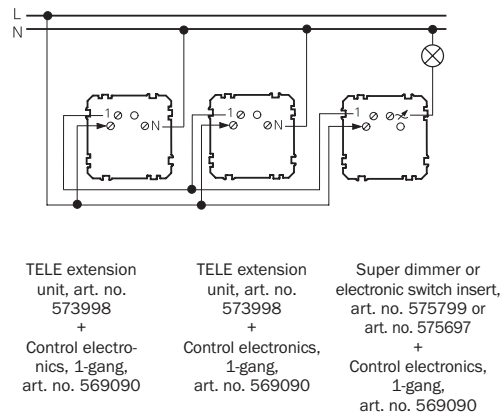 L
N
1
N
1
N
1
TELE extension
unit, art. no.
573998
+
Control electro-
nics, 1-gang,
art. no. 569090
TELE extension
unit, art. no.
573998
+
Control electronics,
1-gang,
art. no. 569090
Super dimmer or
electronic switch insert,
art. no. 575799 or
art. no. 575697
+
Control electronics,
1-gang,
art. no. 569090